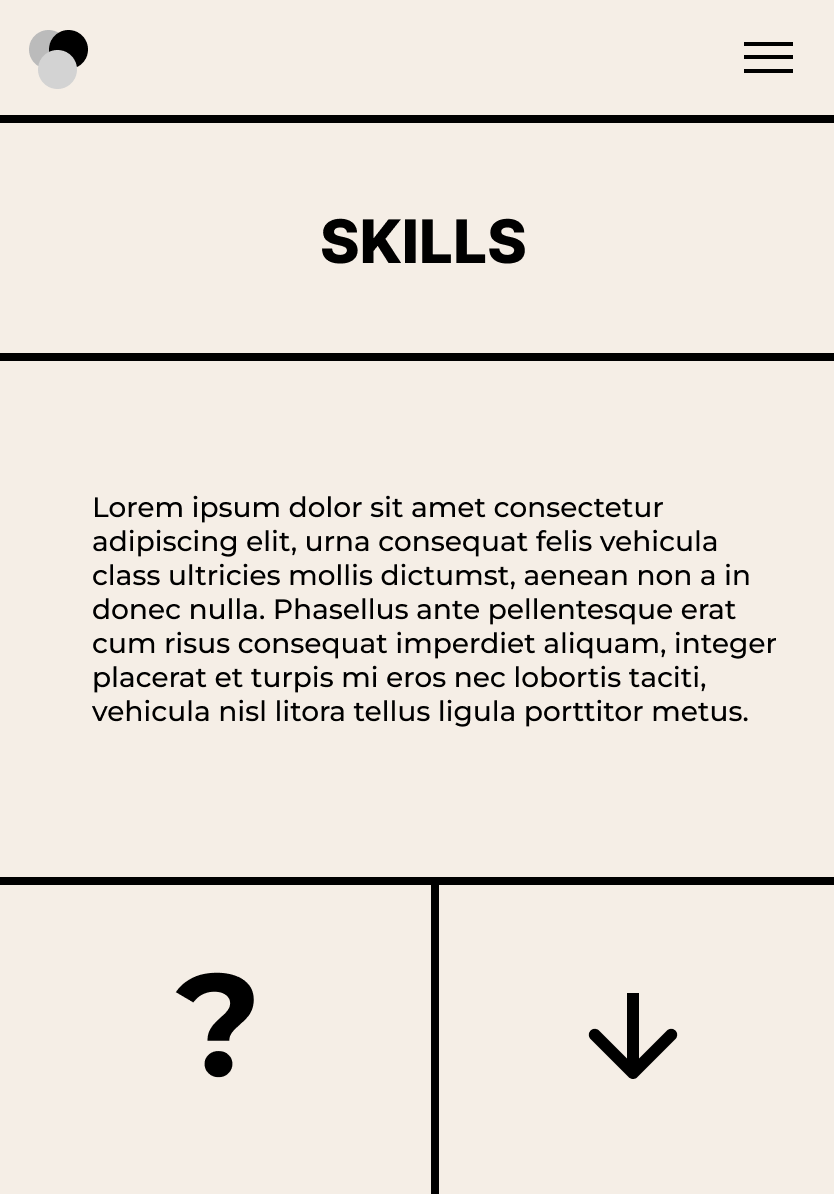 SKILLS
Lorem ipsum dolor sit amet consectetur
adipiscing elit, urna consequat felis vehicula
class ultricies mollis dictumst, aenean non a in
donec nulla. Phasellus ante pellentesque erat
cum risus consequat imperdiet aliquam, integer
placerat et turpis mi eros nec lobortis taciti,
vehicula nisl litora tellus ligula porttitor metus.
?